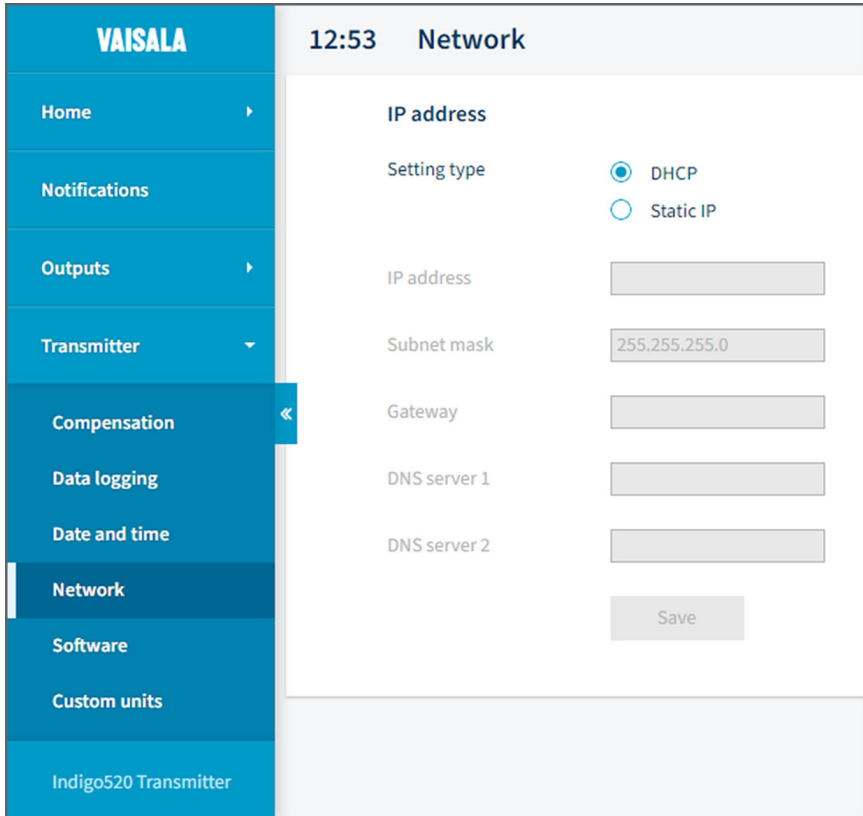 VAISALA
Home
Notifications
Outputs
Transmitter
Compensation
Data logging
Date and time
Network
Software
Custom units
Indigo520 Transmitter
12:53 Network
IP address
Setting type
DHCP
Static IP
IP address
Subnet mask 255.255.255.0
Gateway
DNS server 1
DNS server 2
Save